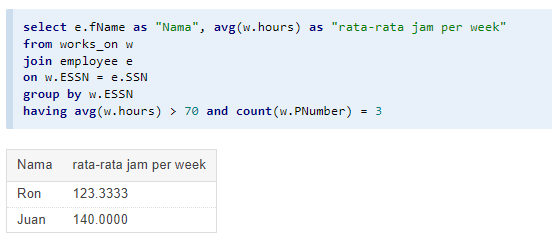 select e.fName as "Nama", avg(w.hours) as "rata-rata jam per week"
from works_on w
join employee e
on w.ESSN = e.SSN
group by w.ESSN
having avg(w.hours) > 70 and count(w.PNumber) = 3
Nama rata-rata jam per week
Ron 123.3333
Juan 140.0000